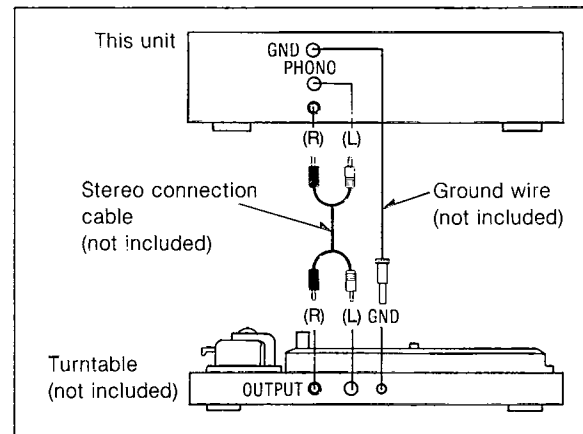 This unit
GND
PHONO
(R) (L)
Stereo connection
cable
(not included)
Ground wire
(not included)
(R) (L) GND
Turntable
(not included)
OUTPUT